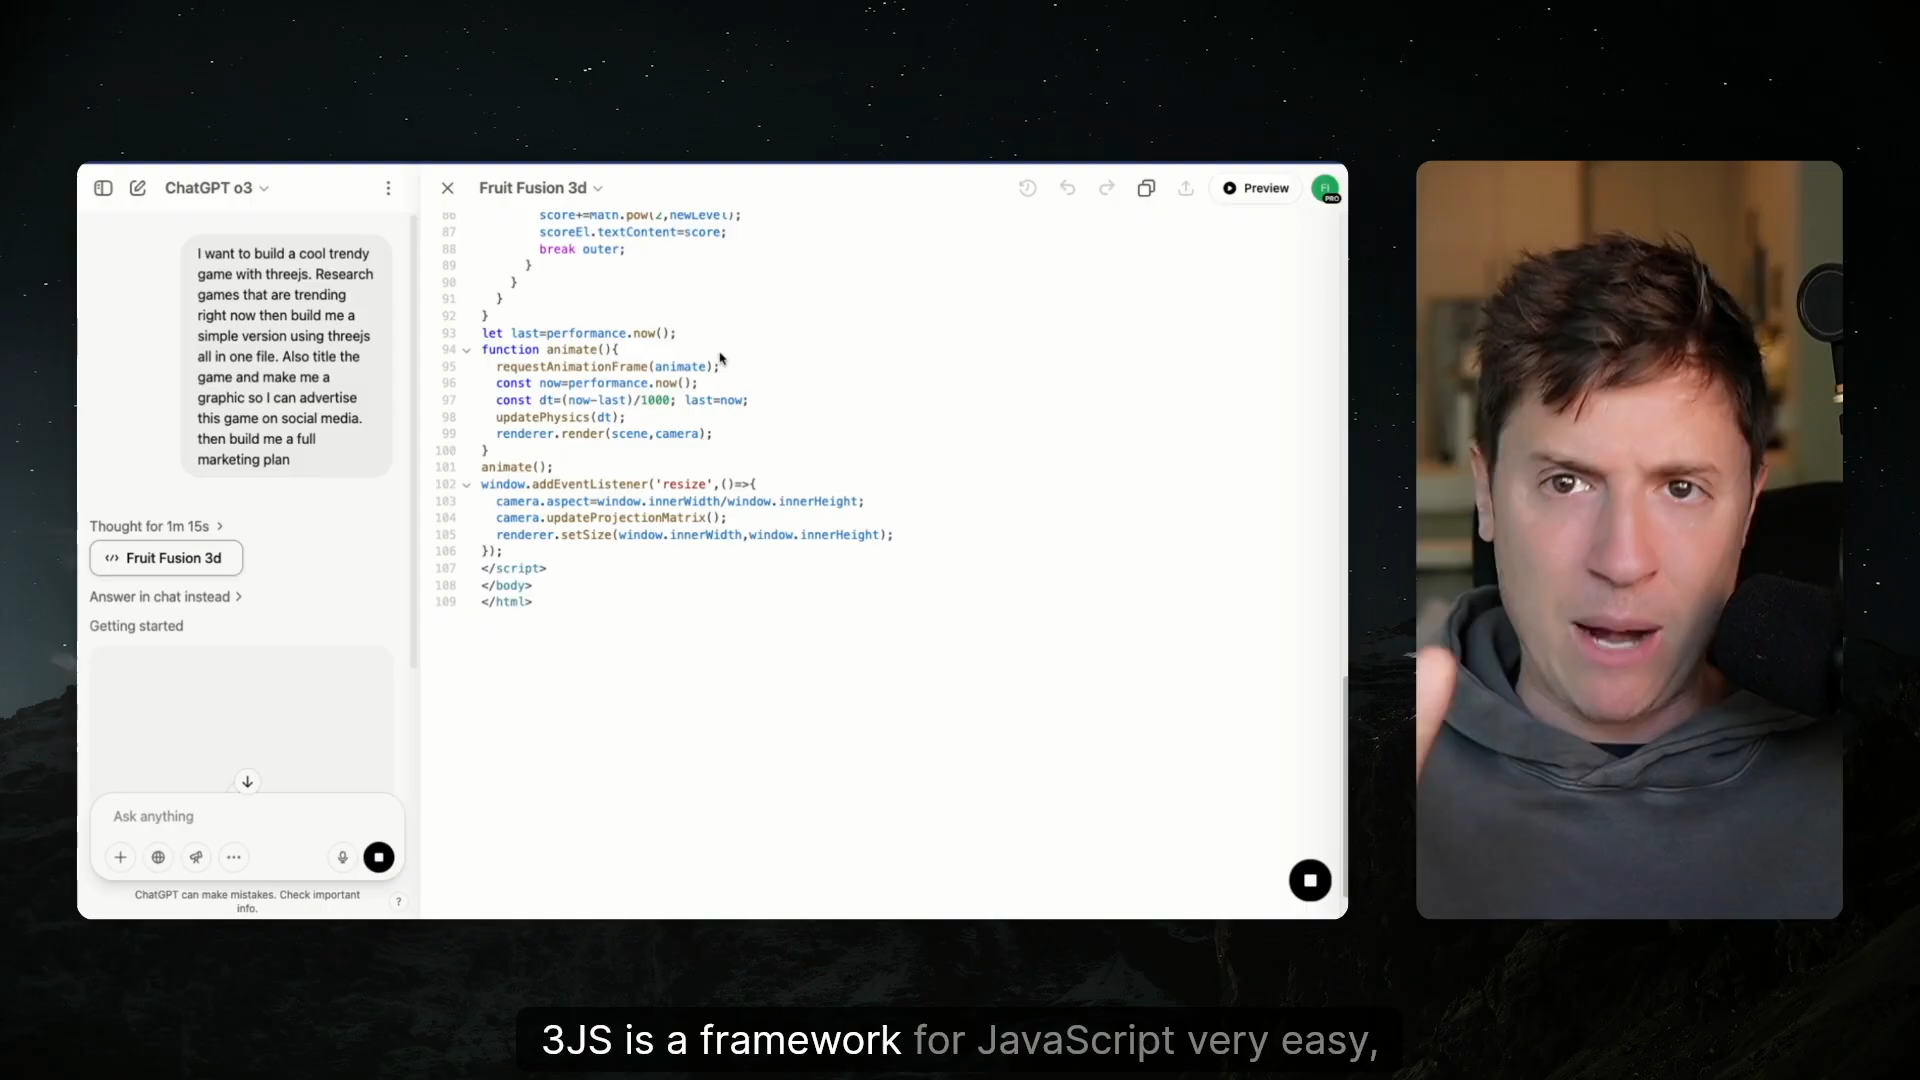 ChatGPT o3
I want to build a cool trendy
game with threejs. Research
games that are trending
right now then build me a
simple version using threejs
all in one file. Also title the
game and make me a
graphic so I can advertise
this game on social media.
then build me a full
marketing plan
Thought for 1m 15s >
Fruit Fusion 3d
Answer in chat instead >
Getting started
Ask anything
ChatGPT can make mistakes. Check important
info.
?
Fruit Fusion 3d
Preview
FI
PRO
86 score+=Math.pow(2,newLevel);
87 scoreEl.textContent=score;
88 break outer;
89 }
90 }
91 }
92 }
93 let last=performance.now();
94 function animate(){
95 requestAnimationFrame(animate);
96 const now=performance.now();
97 const dt=(now-last)/1000; last=now;
98 updatePhysics(dt);
99 renderer.render(scene,camera);
100 }
101 animate();
102 window.addEventListener('resize',()=>{
103 camera.aspect=window.innerWidth/window.innerHeight;
104 camera.updateProjectionMatrix();
105 renderer.setSize(window.innerWidth,window.innerHeight);
106 });
107 </script>
108 </body>
109 </html>
3JS is a framework for JavaScript very easy,